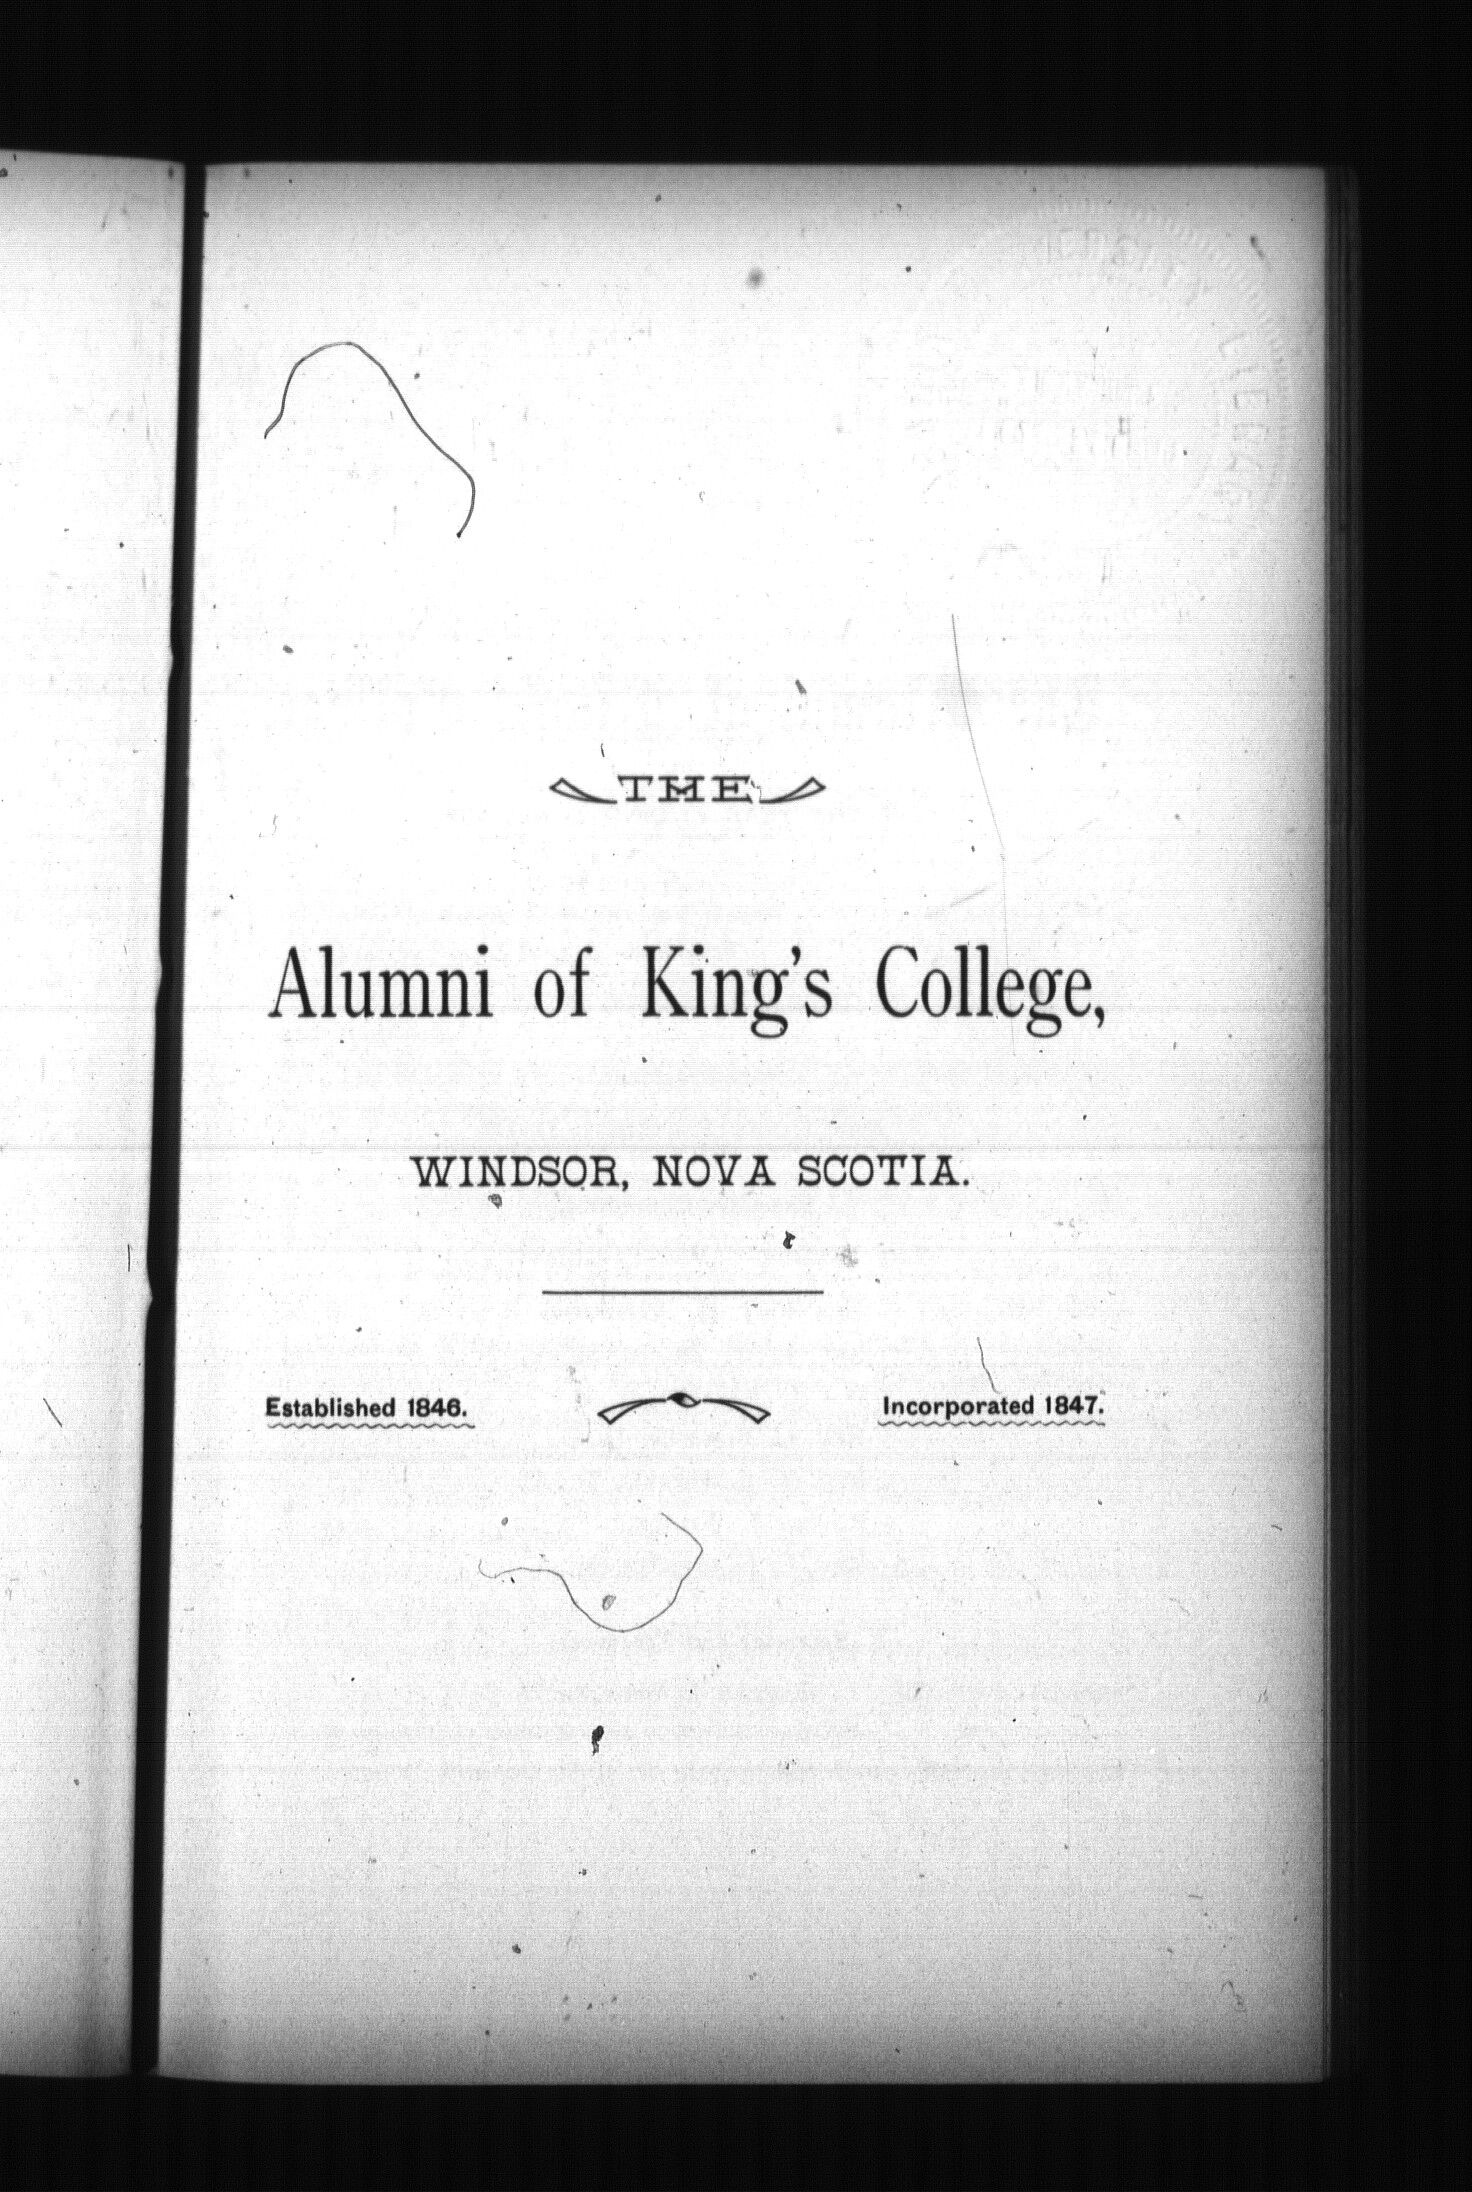 THE
Alumni of King's College,
WINDSOR, NOVA SCOTIA.
Established 1846. Incorporated 1847.